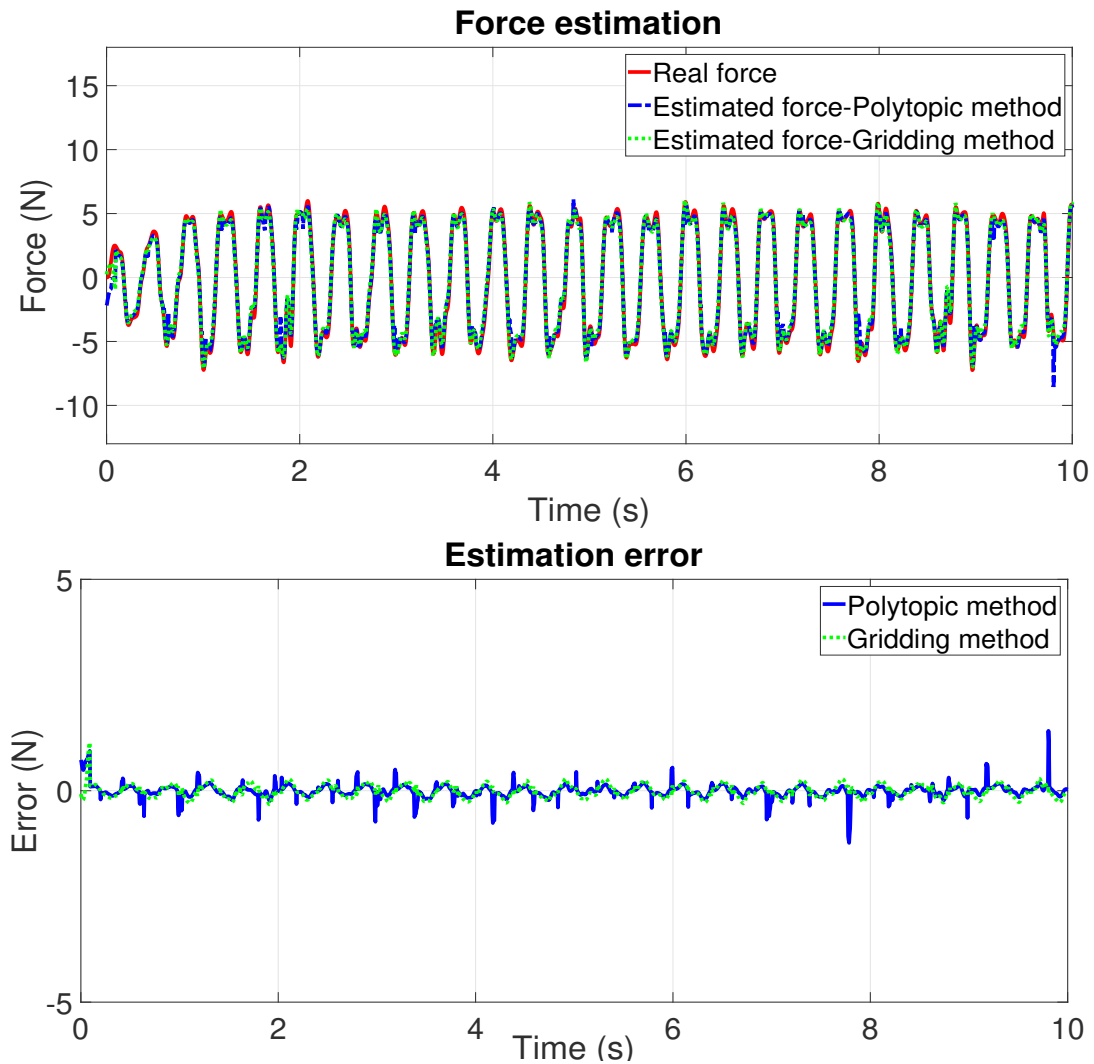 Force estimation
15
10
5
0
-5
-10
Force (N)
Real force
Estimated force-Polytopic method
Estimated force-Gridding method
0 2 4 6 8 10
Time (s)
Estimation error
5
0
-5
Error (N)
Polytopic method
Gridding method
0 2 4 6 8 10
Time (s)